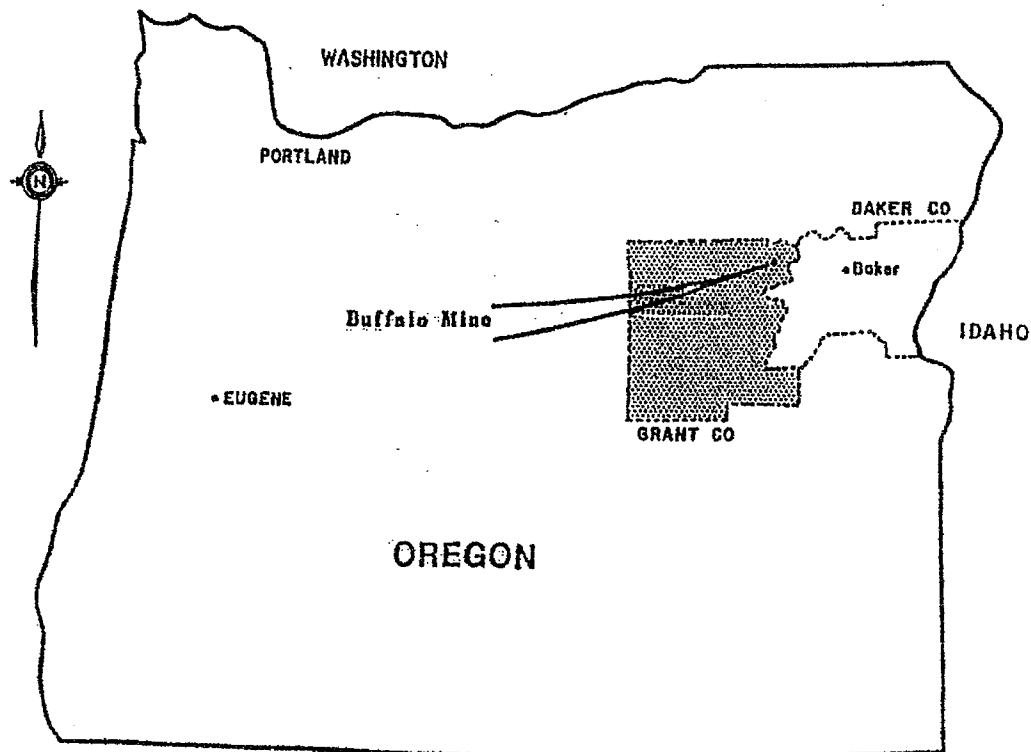 WASHINGTON
PORTLAND
N
BAKER CO
Baker
Buffalo Mine
IDAHO
EUGENE
GRANT CO
OREGON